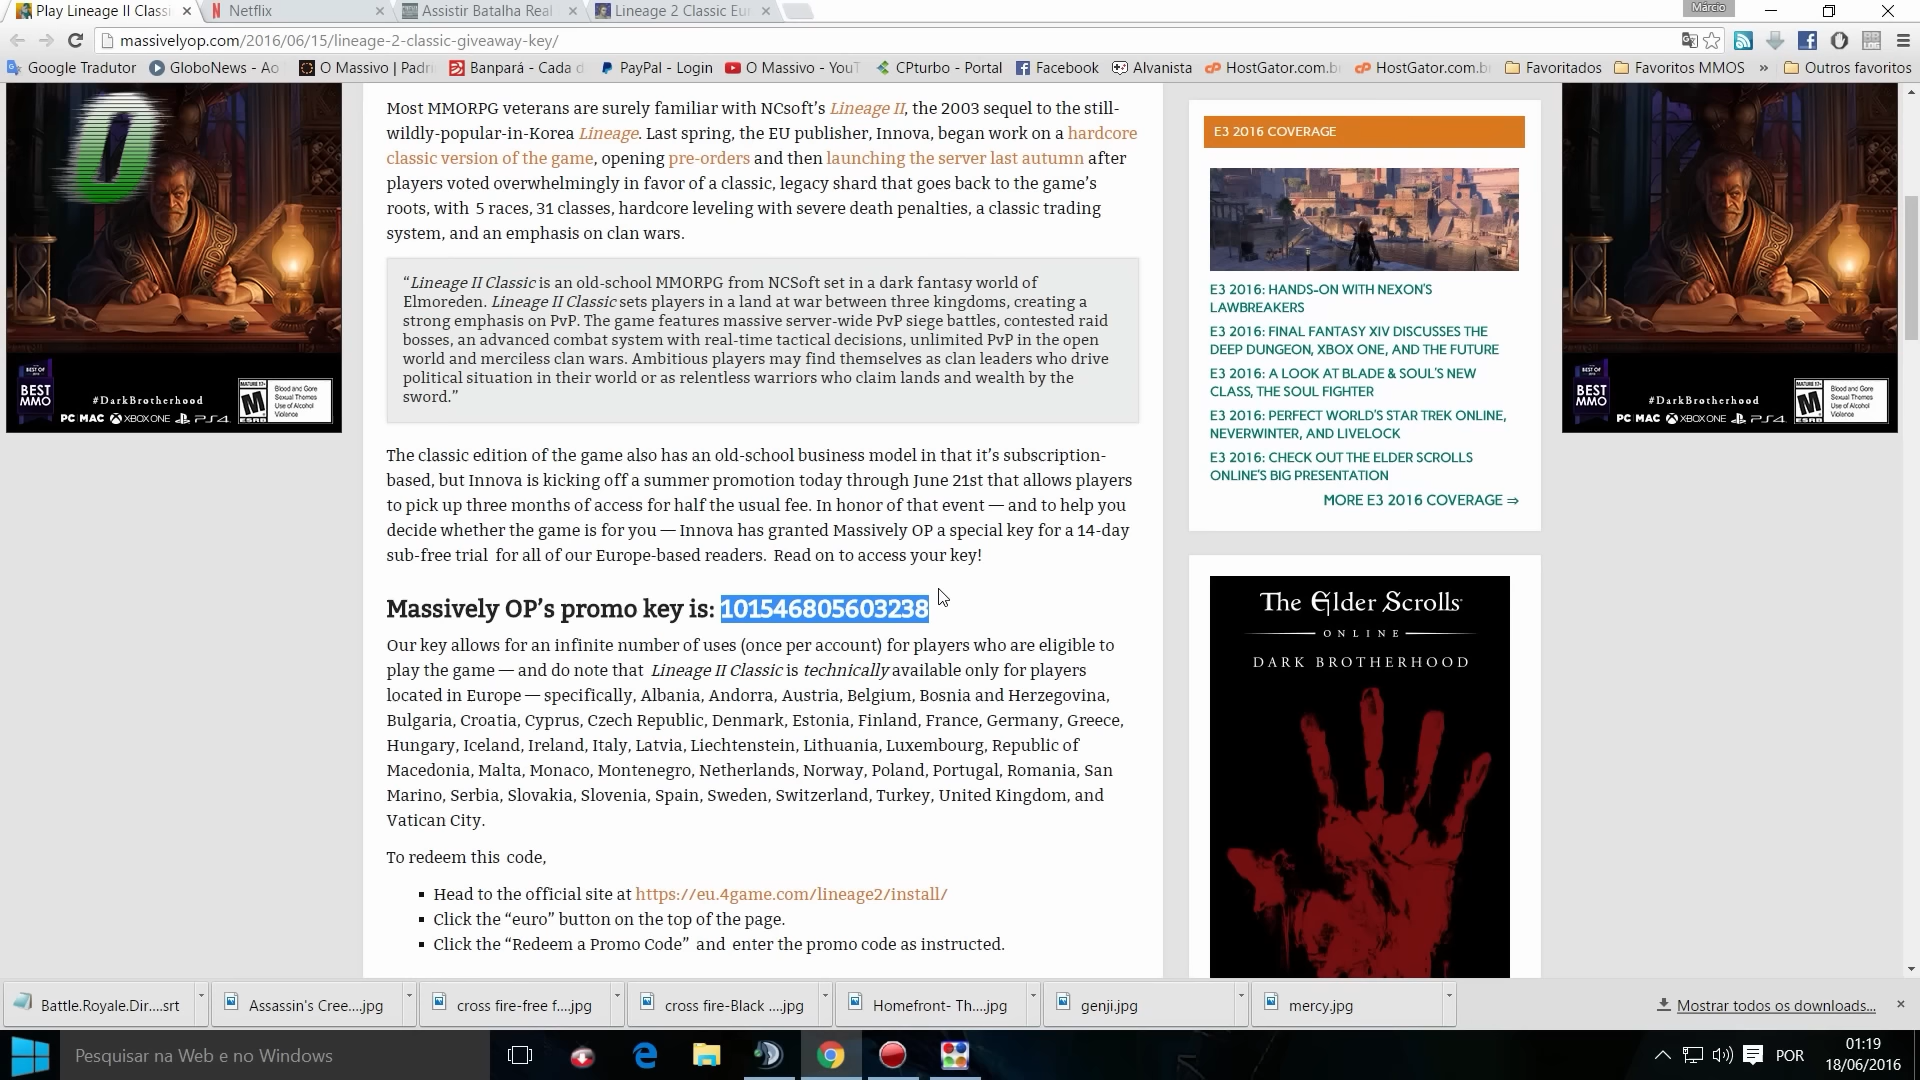 Play Lineage II Classi
Netflix
Assistir Batalha Real
Lineage 2 Classic Eu
Márcio
massivelyop.com/2016/06/15/lineage-2-classic-giveaway-key/
Google Tradutor
GloboNews - Ao
O Massivo | Padr
Banpará - Cada d
PayPal - Login
O Massivo - YouT
CPturbo - Portal
Facebook
Alvanista
HostGator.com.b
HostGator.com.b
Favoritados
Favoritos MMOS
»
Outros favoritos
Most MMORPG veterans are surely familiar with NCsoft's Lineage II, the 2003 sequel to the still-
wildly-popular-in-Korea Lineage. Last spring, the EU publisher, Innova, began work on a hardcore
classic version of the game, opening pre-orders and then launching the server last autumn after
players voted overwhelmingly in favor of a classic, legacy shard that goes back to the game's
roots, with 5 races, 31 classes, hardcore leveling with severe death penalties, a classic trading
system, and an emphasis on clan wars.
“Lineage II Classic is an old-school MMORPG from NCSoft set in a dark fantasy world of
Elmoreden. Lineage II Classic sets players in a land at war between three kingdoms, creating a
strong emphasis on PvP. The game features massive server-wide PvP siege battles, contested raid
bosses, an advanced combat system with real-time tactical decisions, unlimited PvP in the open
world and merciless clan wars. Ambitious players may find themselves as clan leaders who drive
political situation in their world or as relentless warriors who claim lands and wealth by the
sword.”
The classic edition of the game also has an old-school business model in that it's subscription-
based, but Innova is kicking off a summer promotion today through June 21st that allows players
to pick up three months of access for half the usual fee. In honor of that event — and to help you
decide whether the game is for you — Innova has granted Massively OP a special key for a 14-day
sub-free trial for all of our Europe-based readers. Read on to access your key!
Massively OP's promo key is: 101546805603238
Our key allows for an infinite number of uses (once per account) for players who are eligible to
play the game — and do note that Lineage II Classic is technically available only for players
located in Europe — specifically, Albania, Andorra, Austria, Belgium, Bosnia and Herzegovina,
Bulgaria, Croatia, Cyprus, Czech Republic, Denmark, Estonia, Finland, France, Germany, Greece,
Hungary, Iceland, Ireland, Italy, Latvia, Liechtenstein, Lithuania, Luxembourg, Republic of
Macedonia, Malta, Monaco, Montenegro, Netherlands, Norway, Poland, Portugal, Romania, San
Marino, Serbia, Slovakia, Slovenia, Spain, Sweden, Switzerland, Turkey, United Kingdom, and
Vatican City.
To redeem this code,
Head to the official site at https://eu.4game.com/lineage2/install/
Click the “euro” button on the top of the page.
Click the “Redeem a Promo Code” and enter the promo code as instructed.
E3 2016 COVERAGE
E3 2016: HANDS-ON WITH NEXON'S
LAWBREAKERS
E3 2016: FINAL FANTASY XIV DISCUSSES THE
DEEP DUNGEON, XBOX ONE, AND THE FUTURE
E3 2016: A LOOK AT BLADE & SOUL'S NEW
CLASS, THE SOUL FIGHTER
E3 2016: PERFECT WORLD'S STAR TREK ONLINE,
NEVERWINTER, AND LIVELOCK
E3 2016: CHECK OUT THE ELDER SCROLLS
ONLINE'S BIG PRESENTATION
MORE E3 2016 COVERAGE ⇒
The Elder Scrolls
ONLINE
DARK BROTHERHOOD
BEST
MMO
#DarkBrotherhood
PC MAC XBOX ONE PS4
MATURE 17+
M
ESRB
Blood and Gore
Sexual Themes
Use of Alcohol
Violence
BEST
MMO
#DarkBrotherhood
PC MAC XBOX ONE PS4
MATURE 17+
M
ESRB
Blood and Gore
Sexual Themes
Use of Alcohol
Violence
Battle.Royale.Dir....srt
Assassin's Cree....jpg
cross fire-free f....jpg
cross fire-Black ....jpg
Homefront- Th....jpg
genji.jpg
mercy.jpg
Mostrar todos os downloads...
Pesquisar na Web e no Windows
POR
01:19
18/06/2016